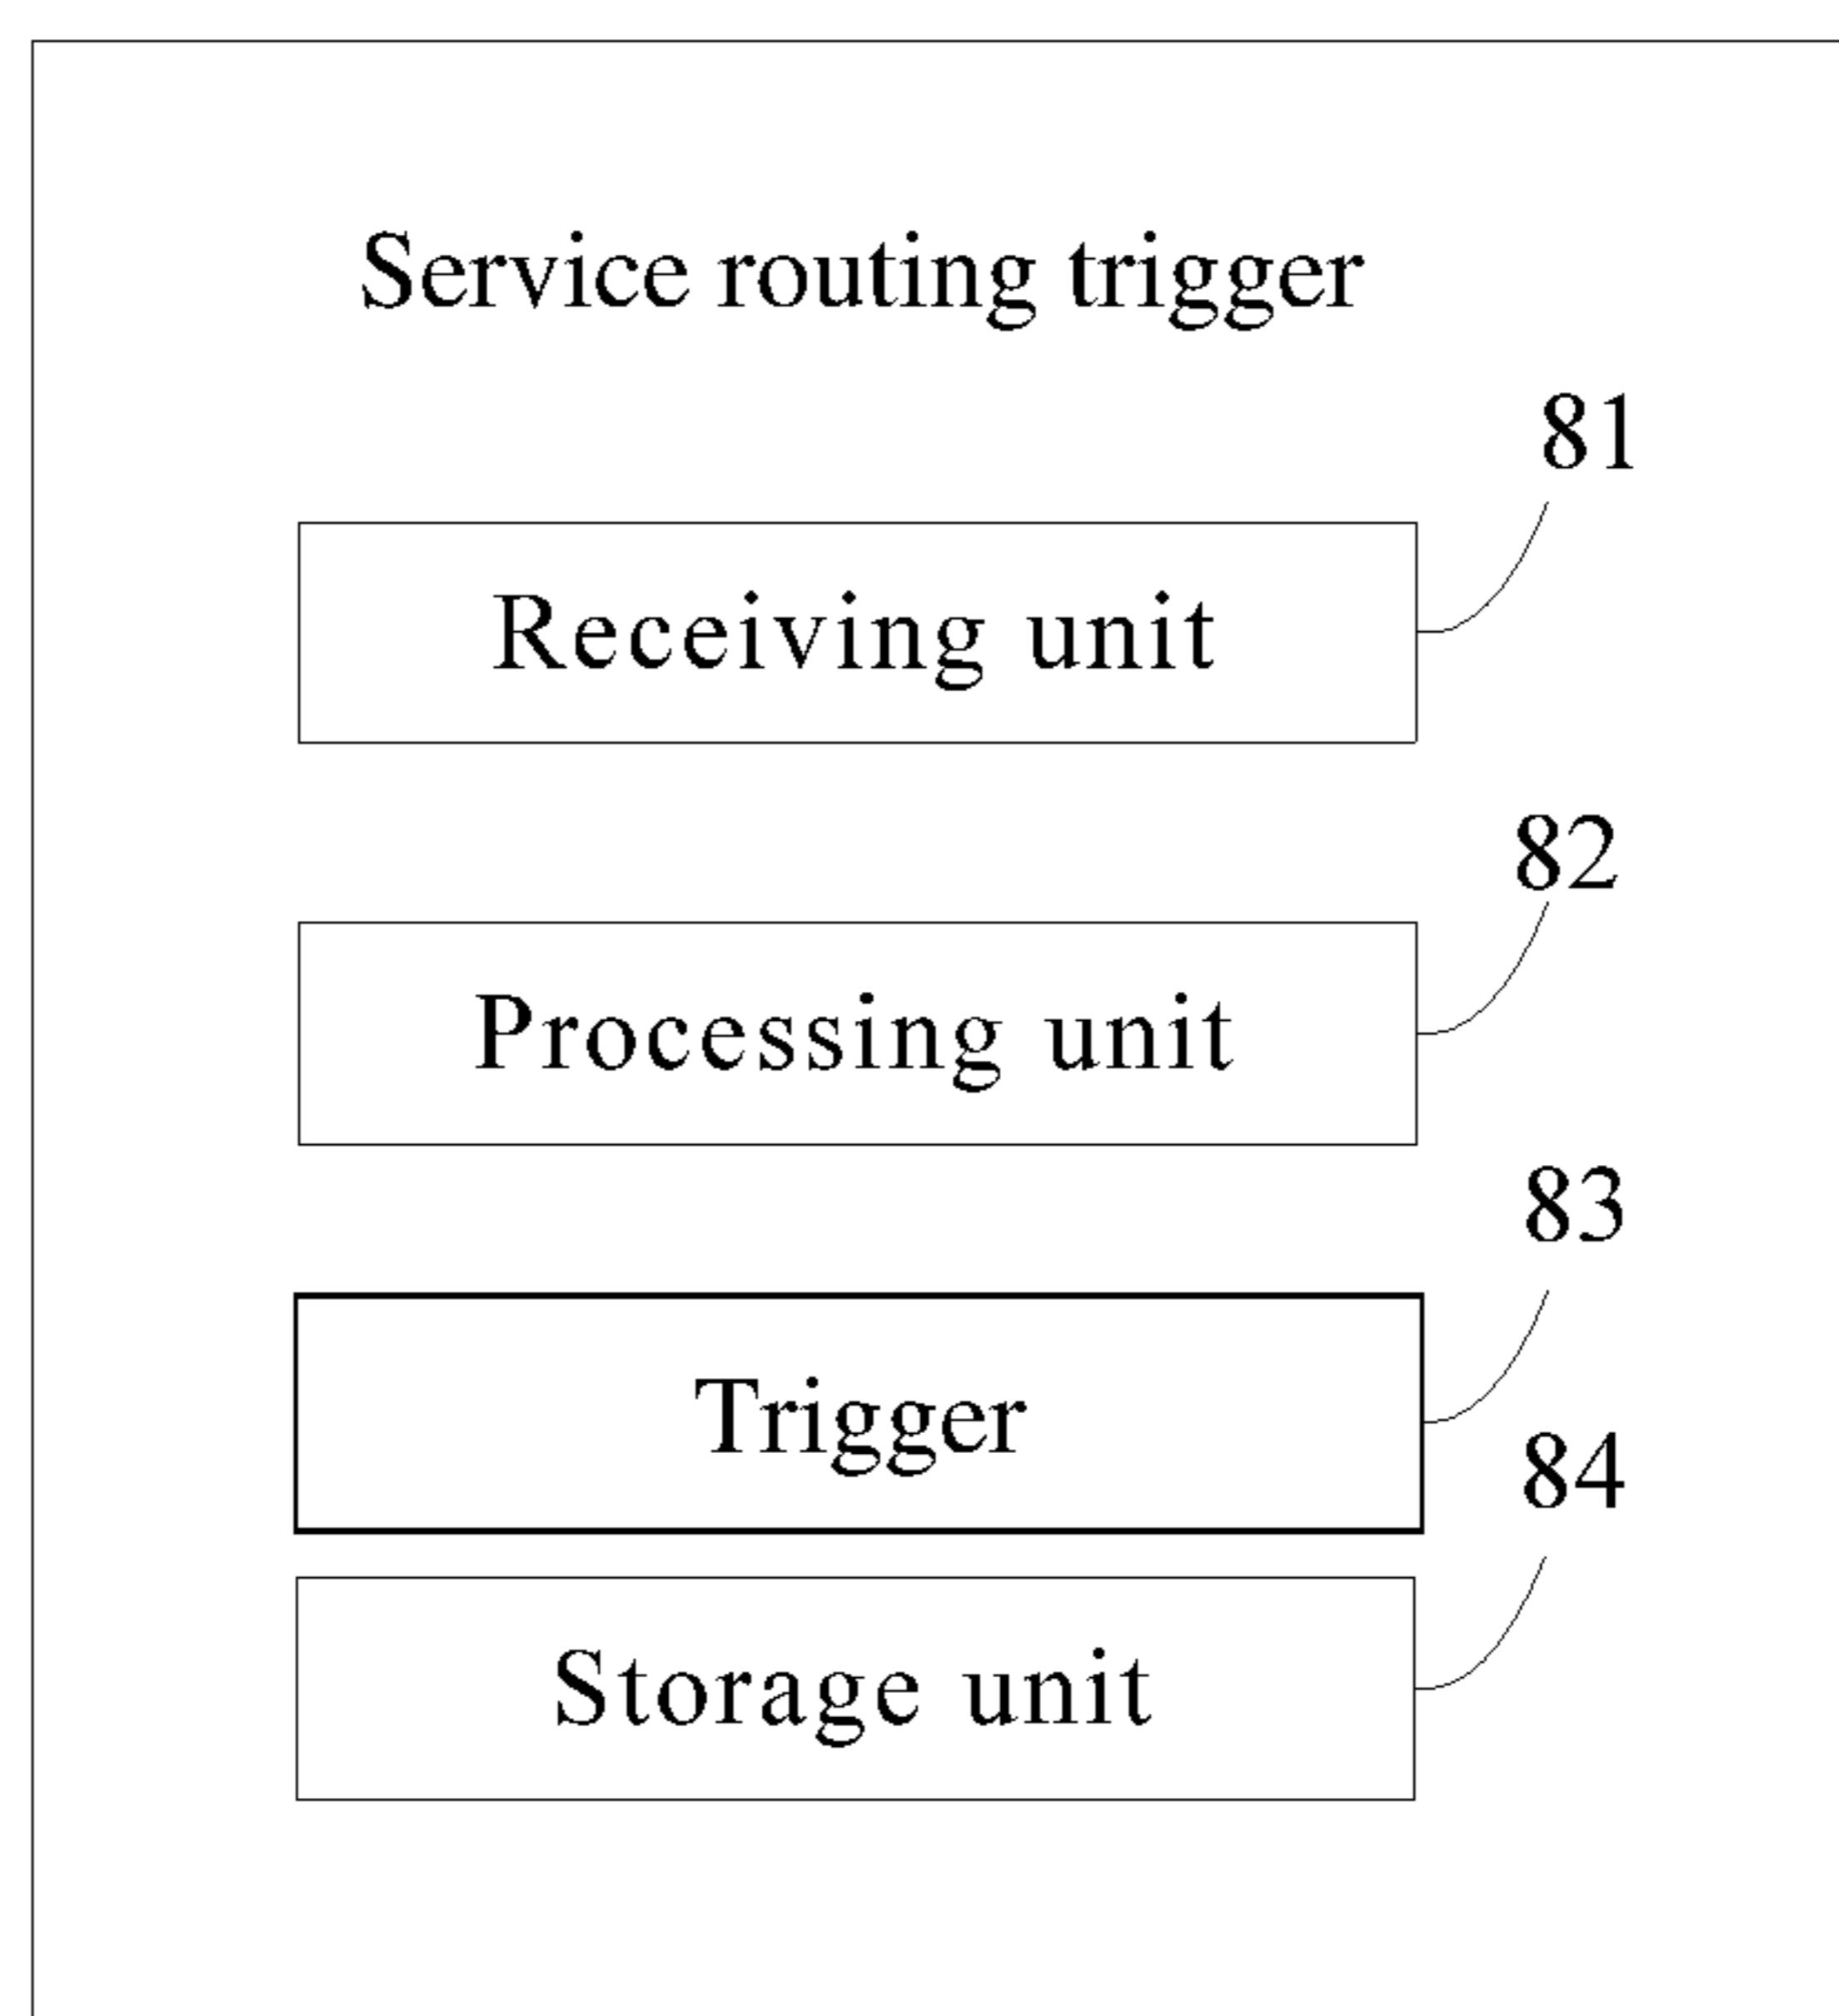 Service routing trigger
81
Receiving unit
82
Processing unit
83
Trigger
84
Storage unit